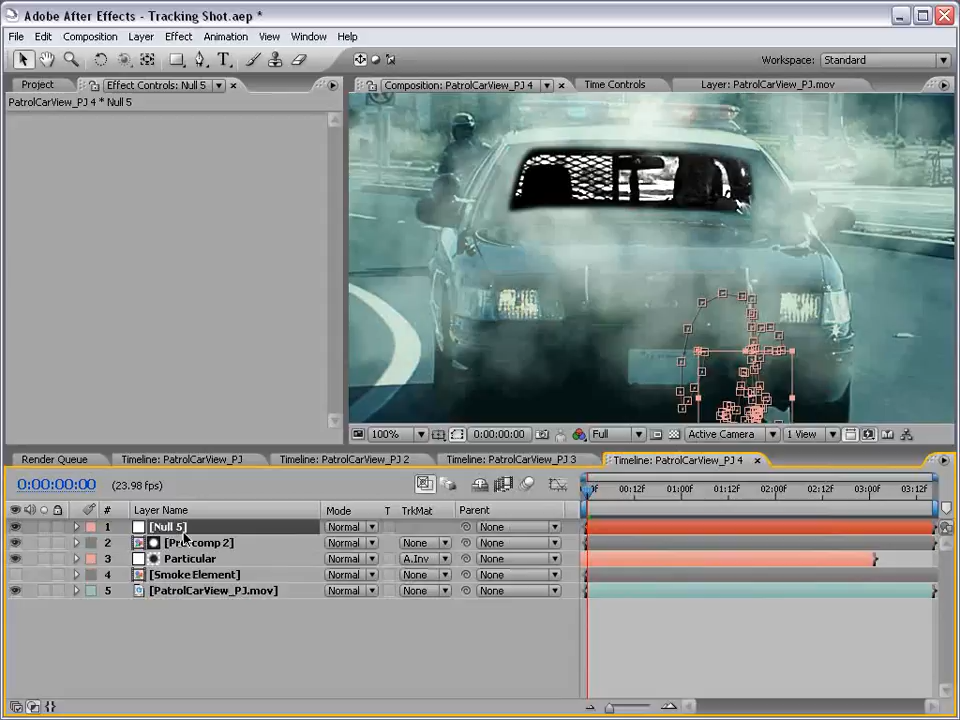 Adobe After Effects - Tracking Shot.aep *
File Edit Composition Layer Effect Animation View Window Help
Workspace: Standard
Project Effect Controls: Null 5 Composition: PatrolCarView_PJ 4 Time Controls Layer: PatrolCarView_PJ.mov
PatrolCarView_PJ 4 * Null 5
100% 0:00:00:00 Full Active Camera 1 View
Render Queue Timeline: PatrolCarView_PJ Timeline: PatrolCarView_PJ 2 Timeline: PatrolCarView_PJ 3 Timeline: PatrolCarView_PJ 4
0:00:00:00 (23.98 fps)
00:12f 01:00f 01:12f 02:00f 02:12f 03:00f 03:12f
# Layer Name Mode T TrkMat Parent
1 [Null 5] Normal None
2 Normal None None
3 Particular Normal A.Inv None
4 [Smoke Element] Normal None None
5 [PatrolCarView_PJ.mov] Normal None None